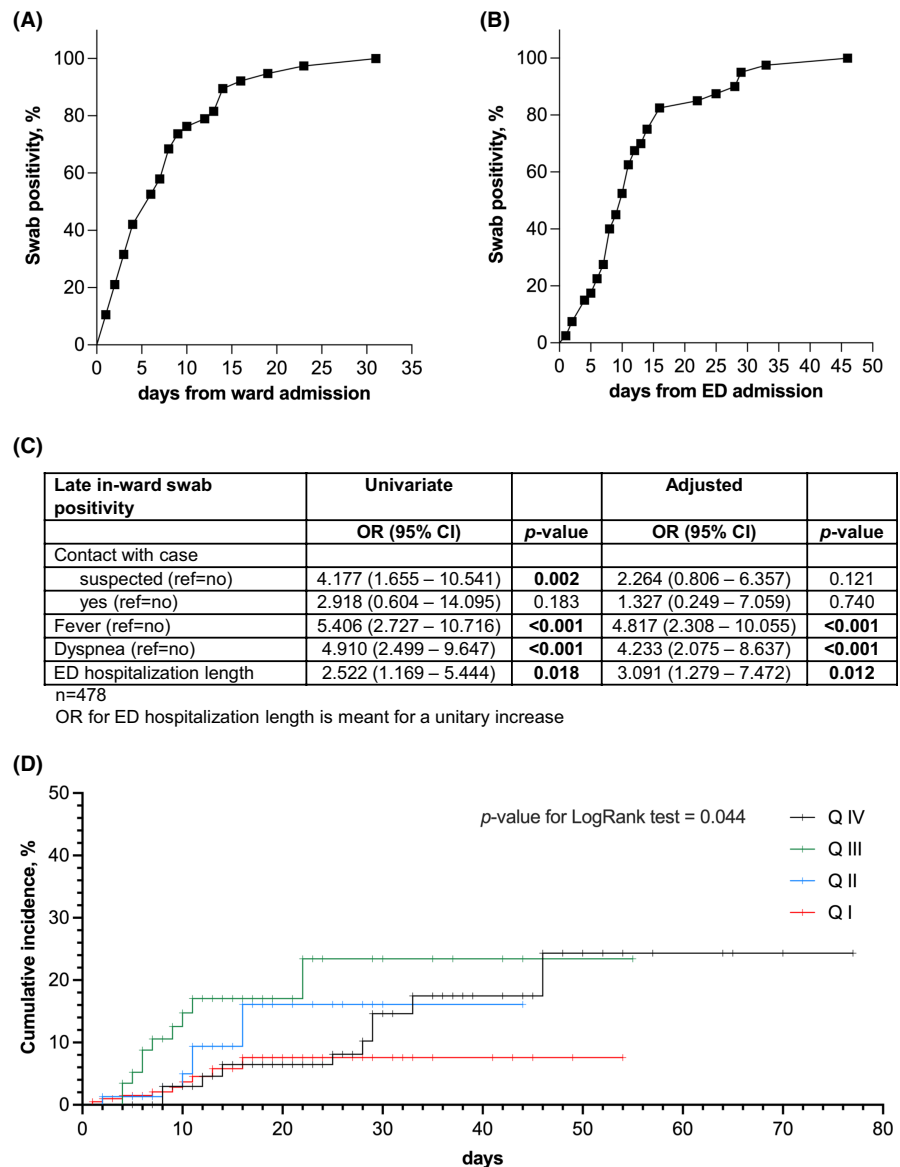 (A)
100
80
60
40
20
0
Swab positivity, %
0 5 10 15 20 25 30 35
days from ward admission
(B)
100
80
60
40
20
0
Swab positivity, %
0 5 10 15 20 25 30 35 40 45 50
days from ED admission
(C)
Late in-ward swab positivity Univariate Adjusted
OR (95% CI) p-value OR (95% CI) p-value
Contact with case
suspected (ref=no) 4.177 (1.655 – 10.541) 0.002 2.264 (0.806 – 6.357) 0.121
yes (ref=no) 2.918 (0.604 – 14.095) 0.183 1.327 (0.249 – 7.059) 0.740
Fever (ref=no) 5.406 (2.727 – 10.716) <0.001 4.817 (2.308 – 10.055) <0.001
Dyspnea (ref=no) 4.910 (2.499 – 9.647) <0.001 4.233 (2.075 – 8.637) <0.001
ED hospitalization length 2.522 (1.169 – 5.444) 0.018 3.091 (1.279 – 7.472) 0.012
n=478
OR for ED hospitalization length is meant for a unitary increase
(D)
50
40
30
20
10
0
Cumulative incidence, %
p-value for LogRank test = 0.044
Q IV
Q III
Q II
Q I
0 10 20 30 40 50 60 70 80
days